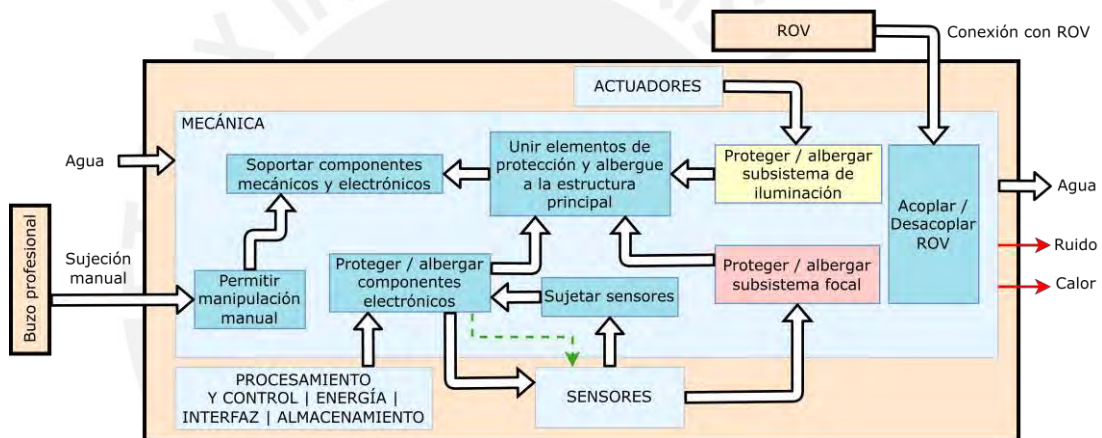 ROV
Conexión con ROV
ACTUADORES
MECÁNICA
Agua
Soportar componentes
mecánicos y electrónicos
Unir elementos de
protección y albergue
a la estructura
principal
Proteger / albergar
subsistema de
iluminación
Acoplar /
Desacoplar
ROV
Agua
Ruido
Calor
Buzo profesional
Sujeción
manual
Permitir
manipulación
manual
Proteger / albergar
componentes
electrónicos
Sujetar sensores
Proteger / albergar
subsistema focal
PROCESAMIENTO
Y CONTROL | ENERGÍA |
INTERFAZ | ALMACENAMIENTO
SENSORES